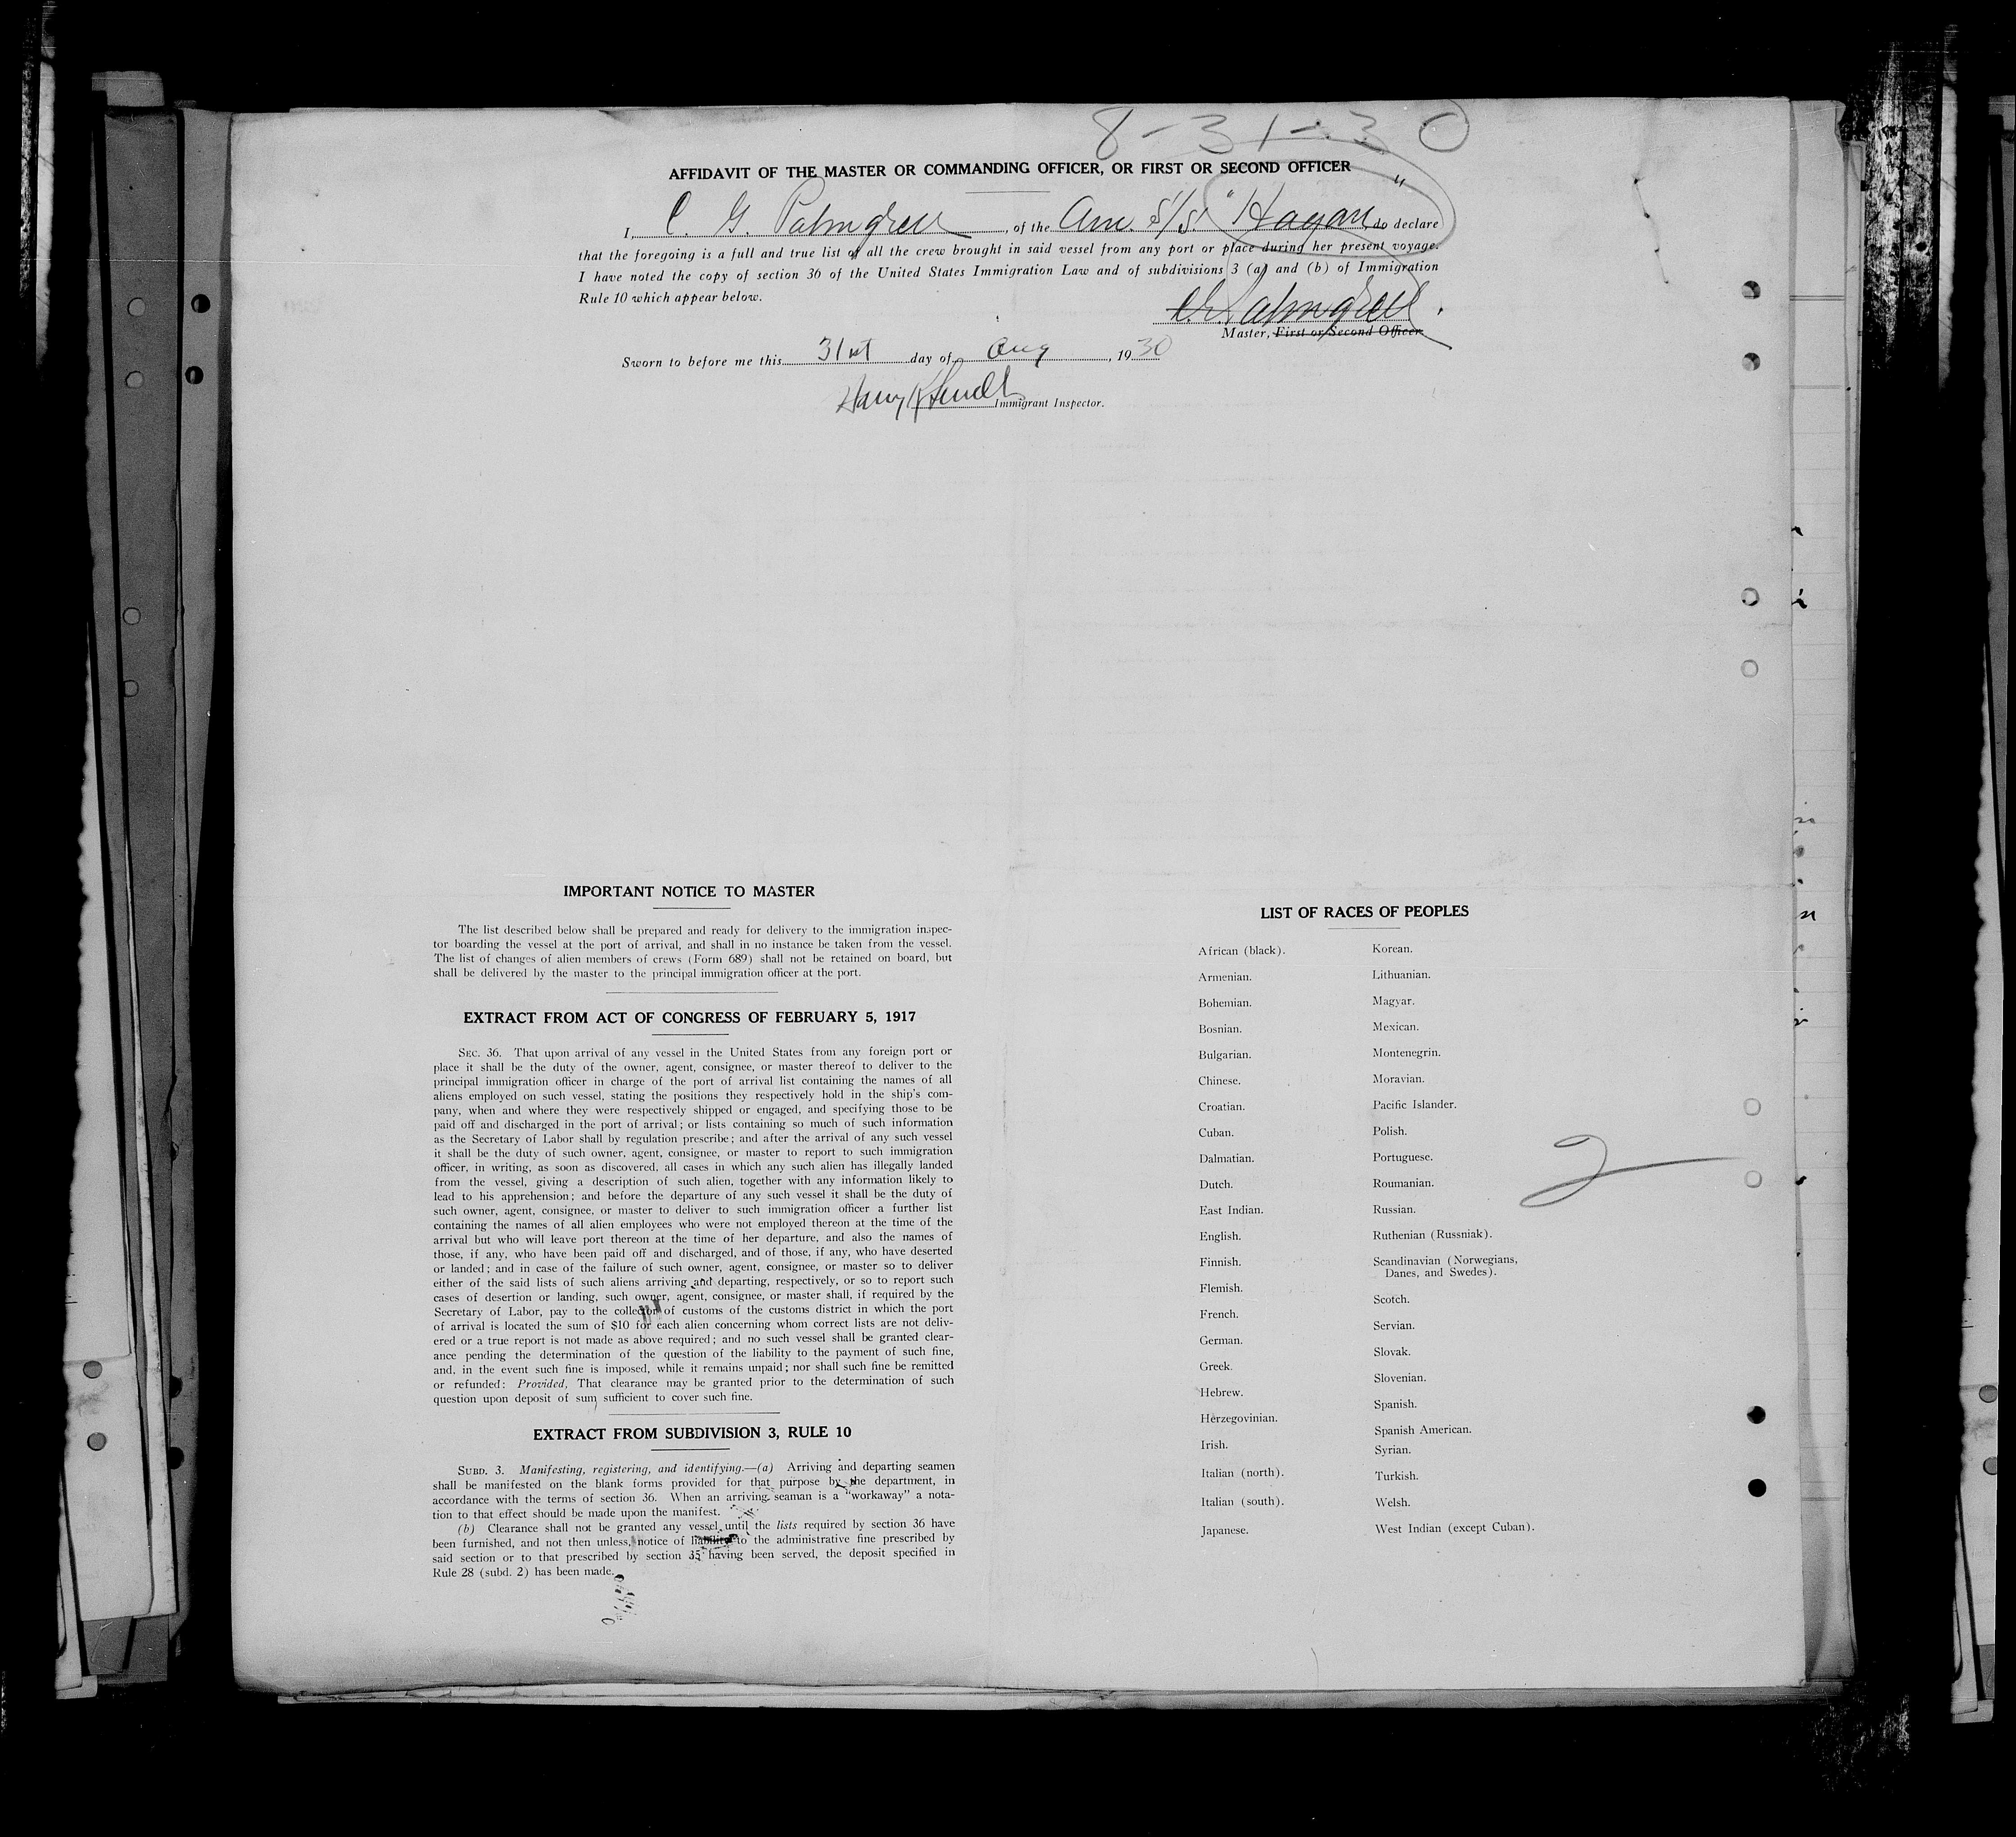 8-31-30
AFFIDAVIT OF THE MASTER OR COMMANDING OFFICER, OR FIRST OR SECOND OFFICER
I, C. G. Palmgren, of the Am. S/S. "Hagan" do declare
that the foregoing is a full and true list of all the crew brought in said vessel from any port or place during her present voyage.
I have noted the copy of section 36 of the United States Immigration Law and of subdivisions 3 (a) and (b) of Immigration
Rule 10 which appear below.
C. G. Palmgren.
Master, First or Second Officer.
Sworn to before me this 31st day of Aug, 1930
Harry
Immigrant Inspector.
IMPORTANT NOTICE TO MASTER
The list described below shall be prepared and ready for delivery to the immigration inspec-
tor boarding the vessel at the port of arrival, and shall in no instance be taken from the vessel.
The list of changes of alien members of crews (Form 689) shall not be retained on board, but
shall be delivered by the master to the principal immigration officer at the port.
EXTRACT FROM ACT OF CONGRESS OF FEBRUARY 5, 1917
SEC. 36. That upon arrival of any vessel in the United States from any foreign port or
place it shall be the duty of the owner, agent, consignee, or master thereof to deliver to the
principal immigration officer in charge of the port of arrival list containing the names of all
aliens employed on such vessel, stating the positions they respectively hold in the ship's com-
pany, when and where they were respectively shipped or engaged, and specifying those to be
paid off and discharged in the port of arrival; or lists containing so much of such information
as the Secretary of Labor shall by regulation prescribe; and after the arrival of any such vessel
it shall be the duty of such owner, agent, consignee, or master to report to such immigration
officer, in writing, as soon as discovered, all cases in which any such alien has illegally landed
from the vessel, giving a description of such alien, together with any information likely to
lead to his apprehension; and before the departure of any such vessel it shall be the duty of
such owner, agent, consignee, or master to deliver to such immigration officer a further list
containing the names of all alien employees who were not employed thereon at the time of the
arrival but who will leave port thereon at the time of her departure, and also the names of
those, if any, who have been paid off and discharged, and of those, if any, who have deserted
or landed; and in case of the failure of such owner, agent, consignee, or master so to deliver
either of the said lists of such aliens arriving and departing, respectively, or so to report such
cases of desertion or landing, such owner, agent, consignee, or master shall, if required by the
Secretary of Labor, pay to the collector of customs of the customs district in which the port
of arrival is located the sum of $10 for each alien concerning whom correct lists are not deliv-
ered or a true report is not made as above required; and no such vessel shall be granted clear-
ance pending the determination of the question of the liability to the payment of such fine,
and, in the event such fine is imposed, while it remains unpaid; nor shall such fine be remitted
or refunded: Provided, That clearance may be granted prior to the determination of such
question upon deposit of sum sufficient to cover such fine.
EXTRACT FROM SUBDIVISION 3, RULE 10
SUBD. 3. Manifesting, registering, and identifying.—(a) Arriving and departing seamen
shall be manifested on the blank forms provided for that purpose by the department, in
accordance with the terms of section 36. When an arriving seaman is a "workaway" a nota-
tion to that effect should be made upon the manifest.
(b) Clearance shall not be granted any vessel until the lists required by section 36 have
been furnished, and not then unless, notice of liability to the administrative fine prescribed by
said section or to that prescribed by section 35 having been served, the deposit specified in
Rule 28 (subd. 2) has been made.
LIST OF RACES OF PEOPLES
African (black).
Armenian.
Bohemian.
Bosnian.
Bulgarian.
Chinese.
Croatian.
Cuban.
Dalmatian.
Dutch.
East Indian.
English.
Finnish.
Flemish.
French.
German.
Greek.
Hebrew.
Herzegovinian.
Irish.
Italian (north).
Italian (south).
Japanese.
Korean.
Lithuanian.
Magyar.
Mexican.
Montenegrin.
Moravian.
Pacific Islander.
Polish.
Portuguese.
Roumanian.
Russian.
Ruthenian (Russniak).
Scandinavian (Norwegians,
Danes, and Swedes).
Scotch.
Servian.
Slovak.
Slovenian.
Spanish.
Spanish American.
Syrian.
Turkish.
Welsh.
West Indian (except Cuban).
2